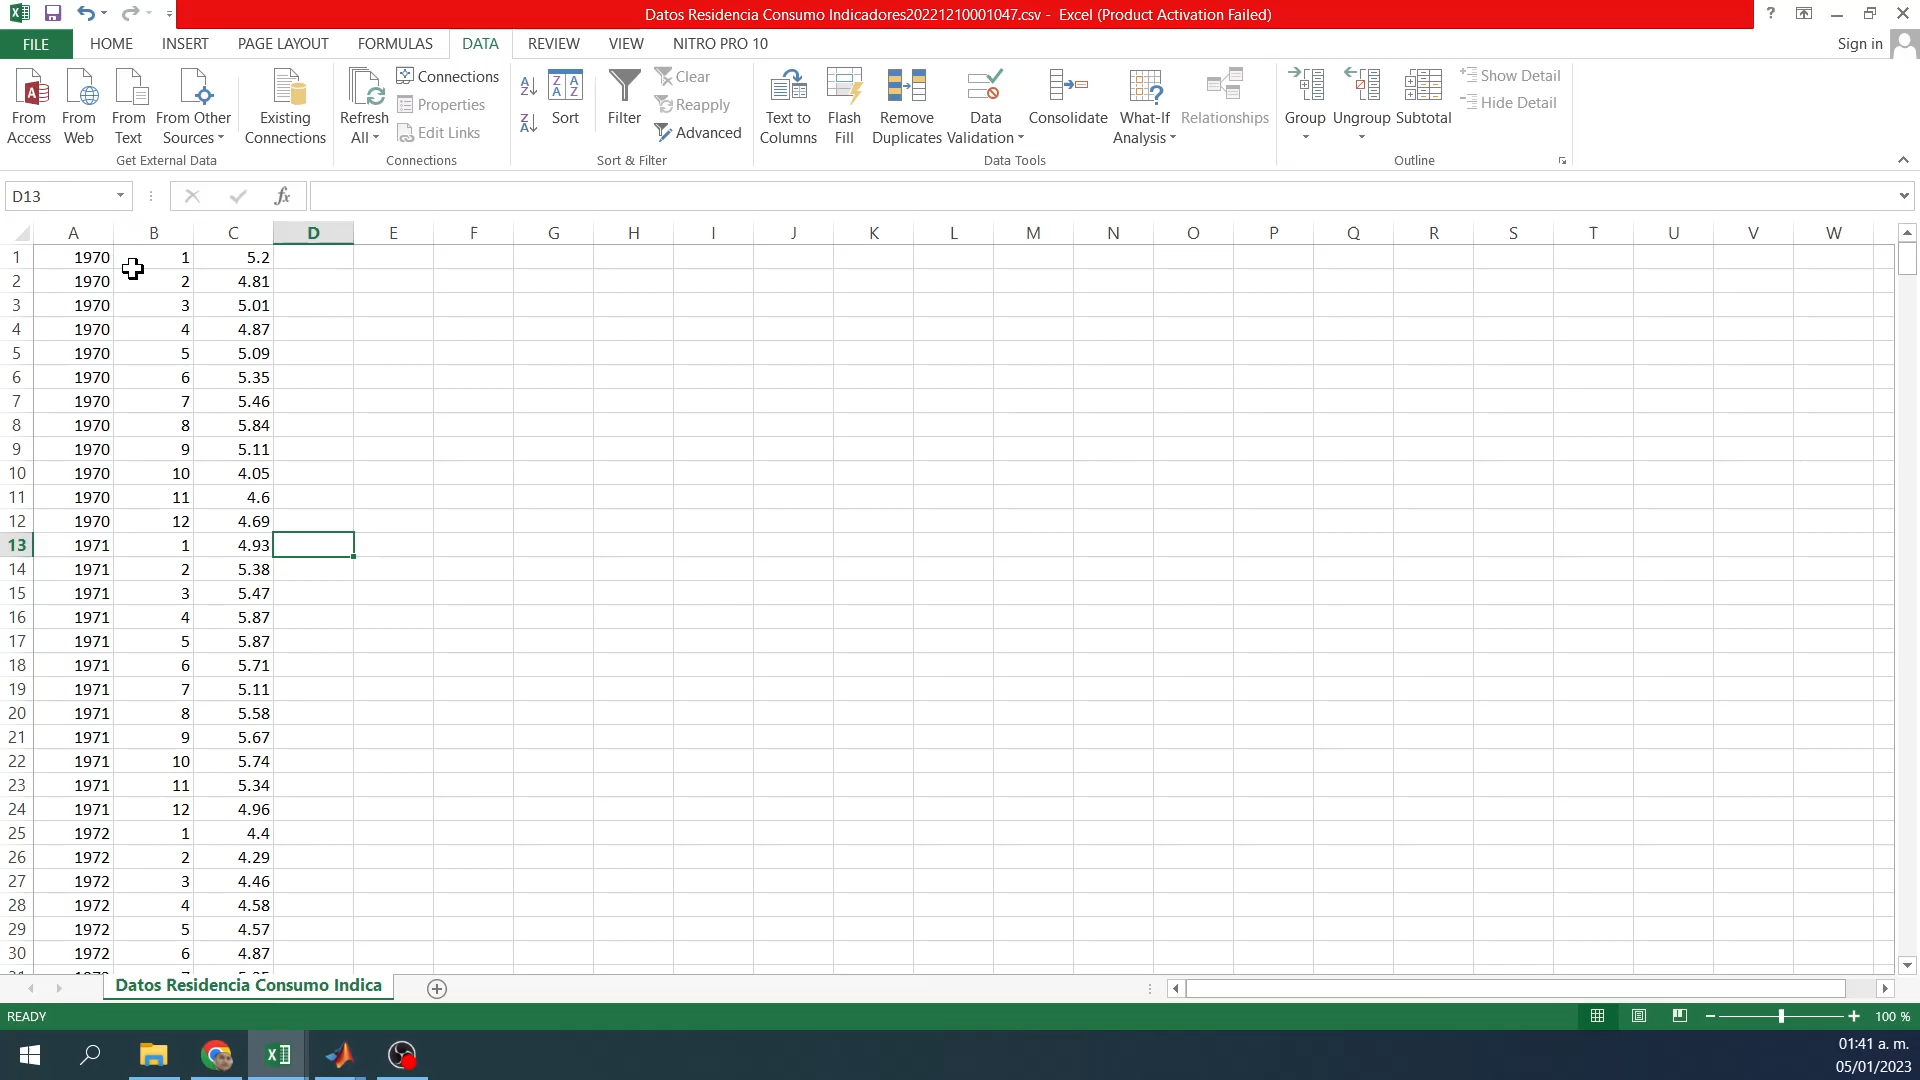 Datos Residencia Consumo Indicadores20221210001047.csv - Excel (Product Activation Failed)
?
FILE HOME INSERT PAGE LAYOUT FORMULAS DATA REVIEW VIEW NITRO PRO 10 Sign in
From Access
From Web
From Text
From Other Sources
Existing Connections
Get External Data
Refresh All
Connections
Properties
Edit Links
Connections
Sort
Filter
Clear
Reapply
Advanced
Sort & Filter
Text to Columns
Flash Fill
Remove Duplicates
Data Validation
Consolidate
What-If Analysis
Relationships
Data Tools
Group
Ungroup
Subtotal
Show Detail
Hide Detail
Outline
D13 fx
A B C D E F G H I J K L M N O P Q R S T U V W
1 1970 1 5.2
2 1970 2 4.81
3 1970 3 5.01
4 1970 4 4.87
5 1970 5 5.09
6 1970 6 5.35
7 1970 7 5.46
8 1970 8 5.84
9 1970 9 5.11
10 1970 10 4.05
11 1970 11 4.6
12 1970 12 4.69
13 1971 1 4.93
14 1971 2 5.38
15 1971 3 5.47
16 1971 4 5.87
17 1971 5 5.87
18 1971 6 5.71
19 1971 7 5.11
20 1971 8 5.58
21 1971 9 5.67
22 1971 10 5.74
23 1971 11 5.34
24 1971 12 4.96
25 1972 1 4.4
26 1972 2 4.29
27 1972 3 4.46
28 1972 4 4.58
29 1972 5 4.57
30 1972 6 4.87
Datos Residencia Consumo Indica
READY 100 %
01:41 a. m.
05/01/2023